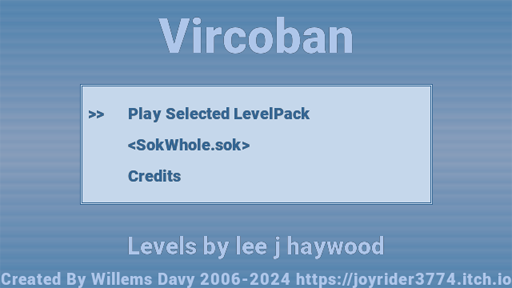 Vircoban
>> Play Selected LevelPack
<SokWhole.sok>
Credits
Levels by lee j haywood
Created By Willems Davy 2006-2024 https://joyrider3774.itch.io